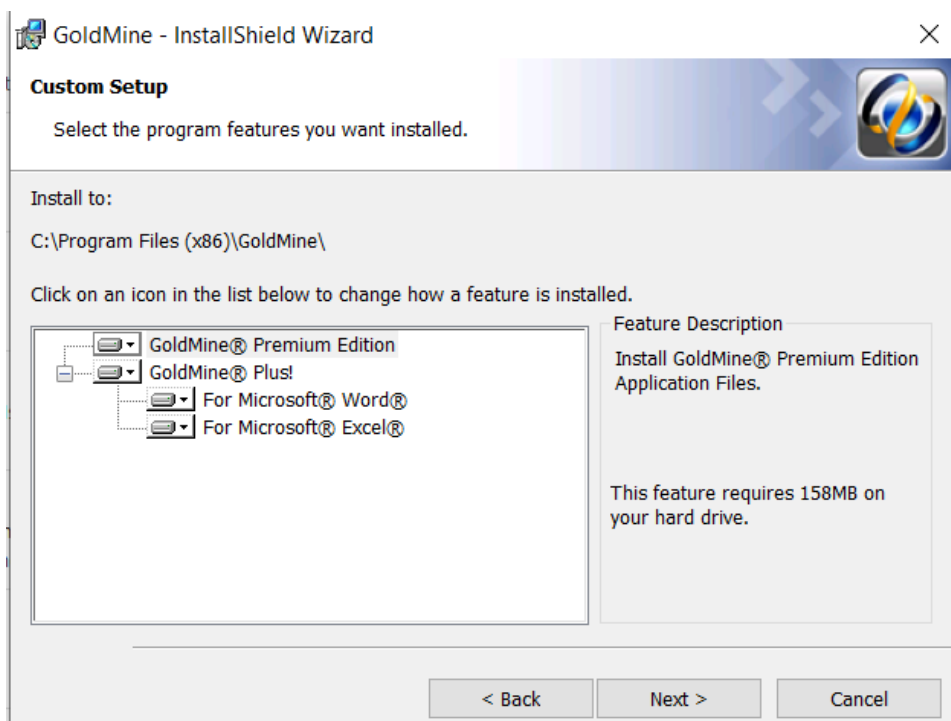 GoldMine - InstallShield Wizard
Custom Setup
Select the program features you want installed.
Install to:
C:\Program Files (x86)\GoldMine\
Click on an icon in the list below to change how a feature is installed.
GoldMine® Premium Edition
GoldMine® Plus!
For Microsoft® Word®
For Microsoft® Excel®
Feature Description
Install GoldMine® Premium Edition
Application Files.
This feature requires 158MB on
your hard drive.
< Back
Next >
Cancel